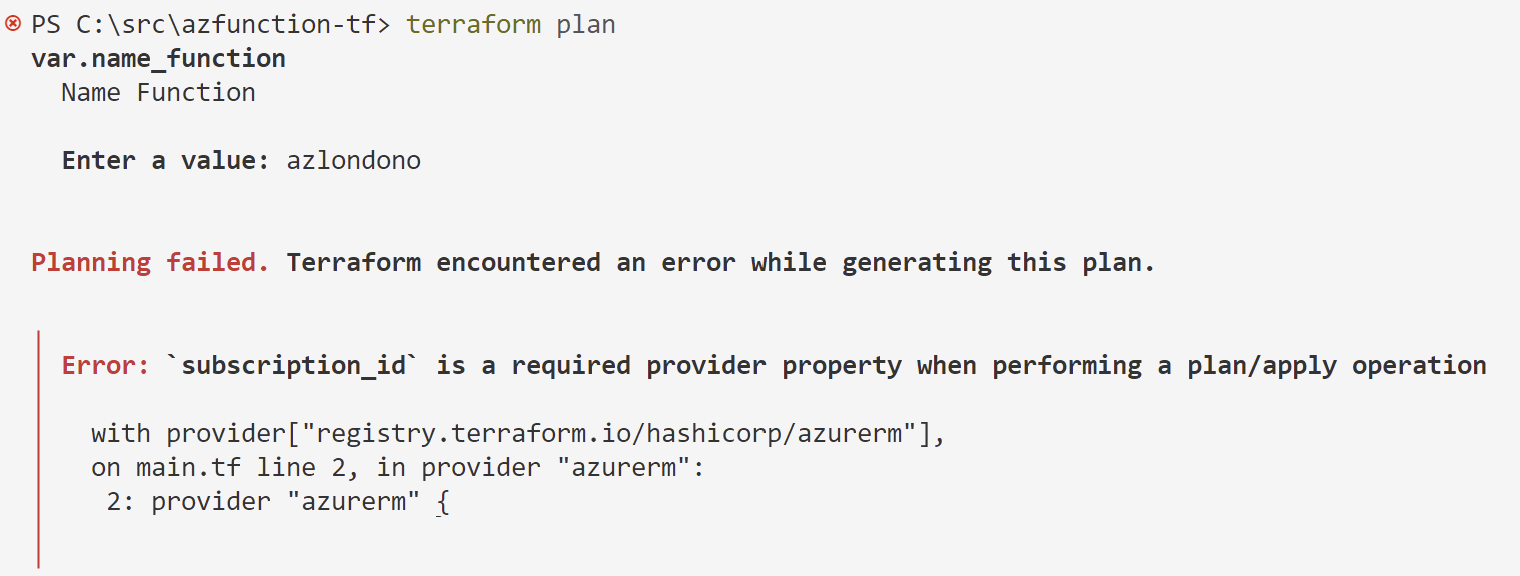 PS C:\src\azfunction-tf> terraform plan
var.name_function
Name Function
Enter a value: azlondono
Planning failed. Terraform encountered an error while generating this plan.
Error: `subscription_id` is a required provider property when performing a plan/apply operation
with provider["registry.terraform.io/hashicorp/azurerm"],
on main.tf line 2, in provider "azurerm":
2: provider "azurerm" {